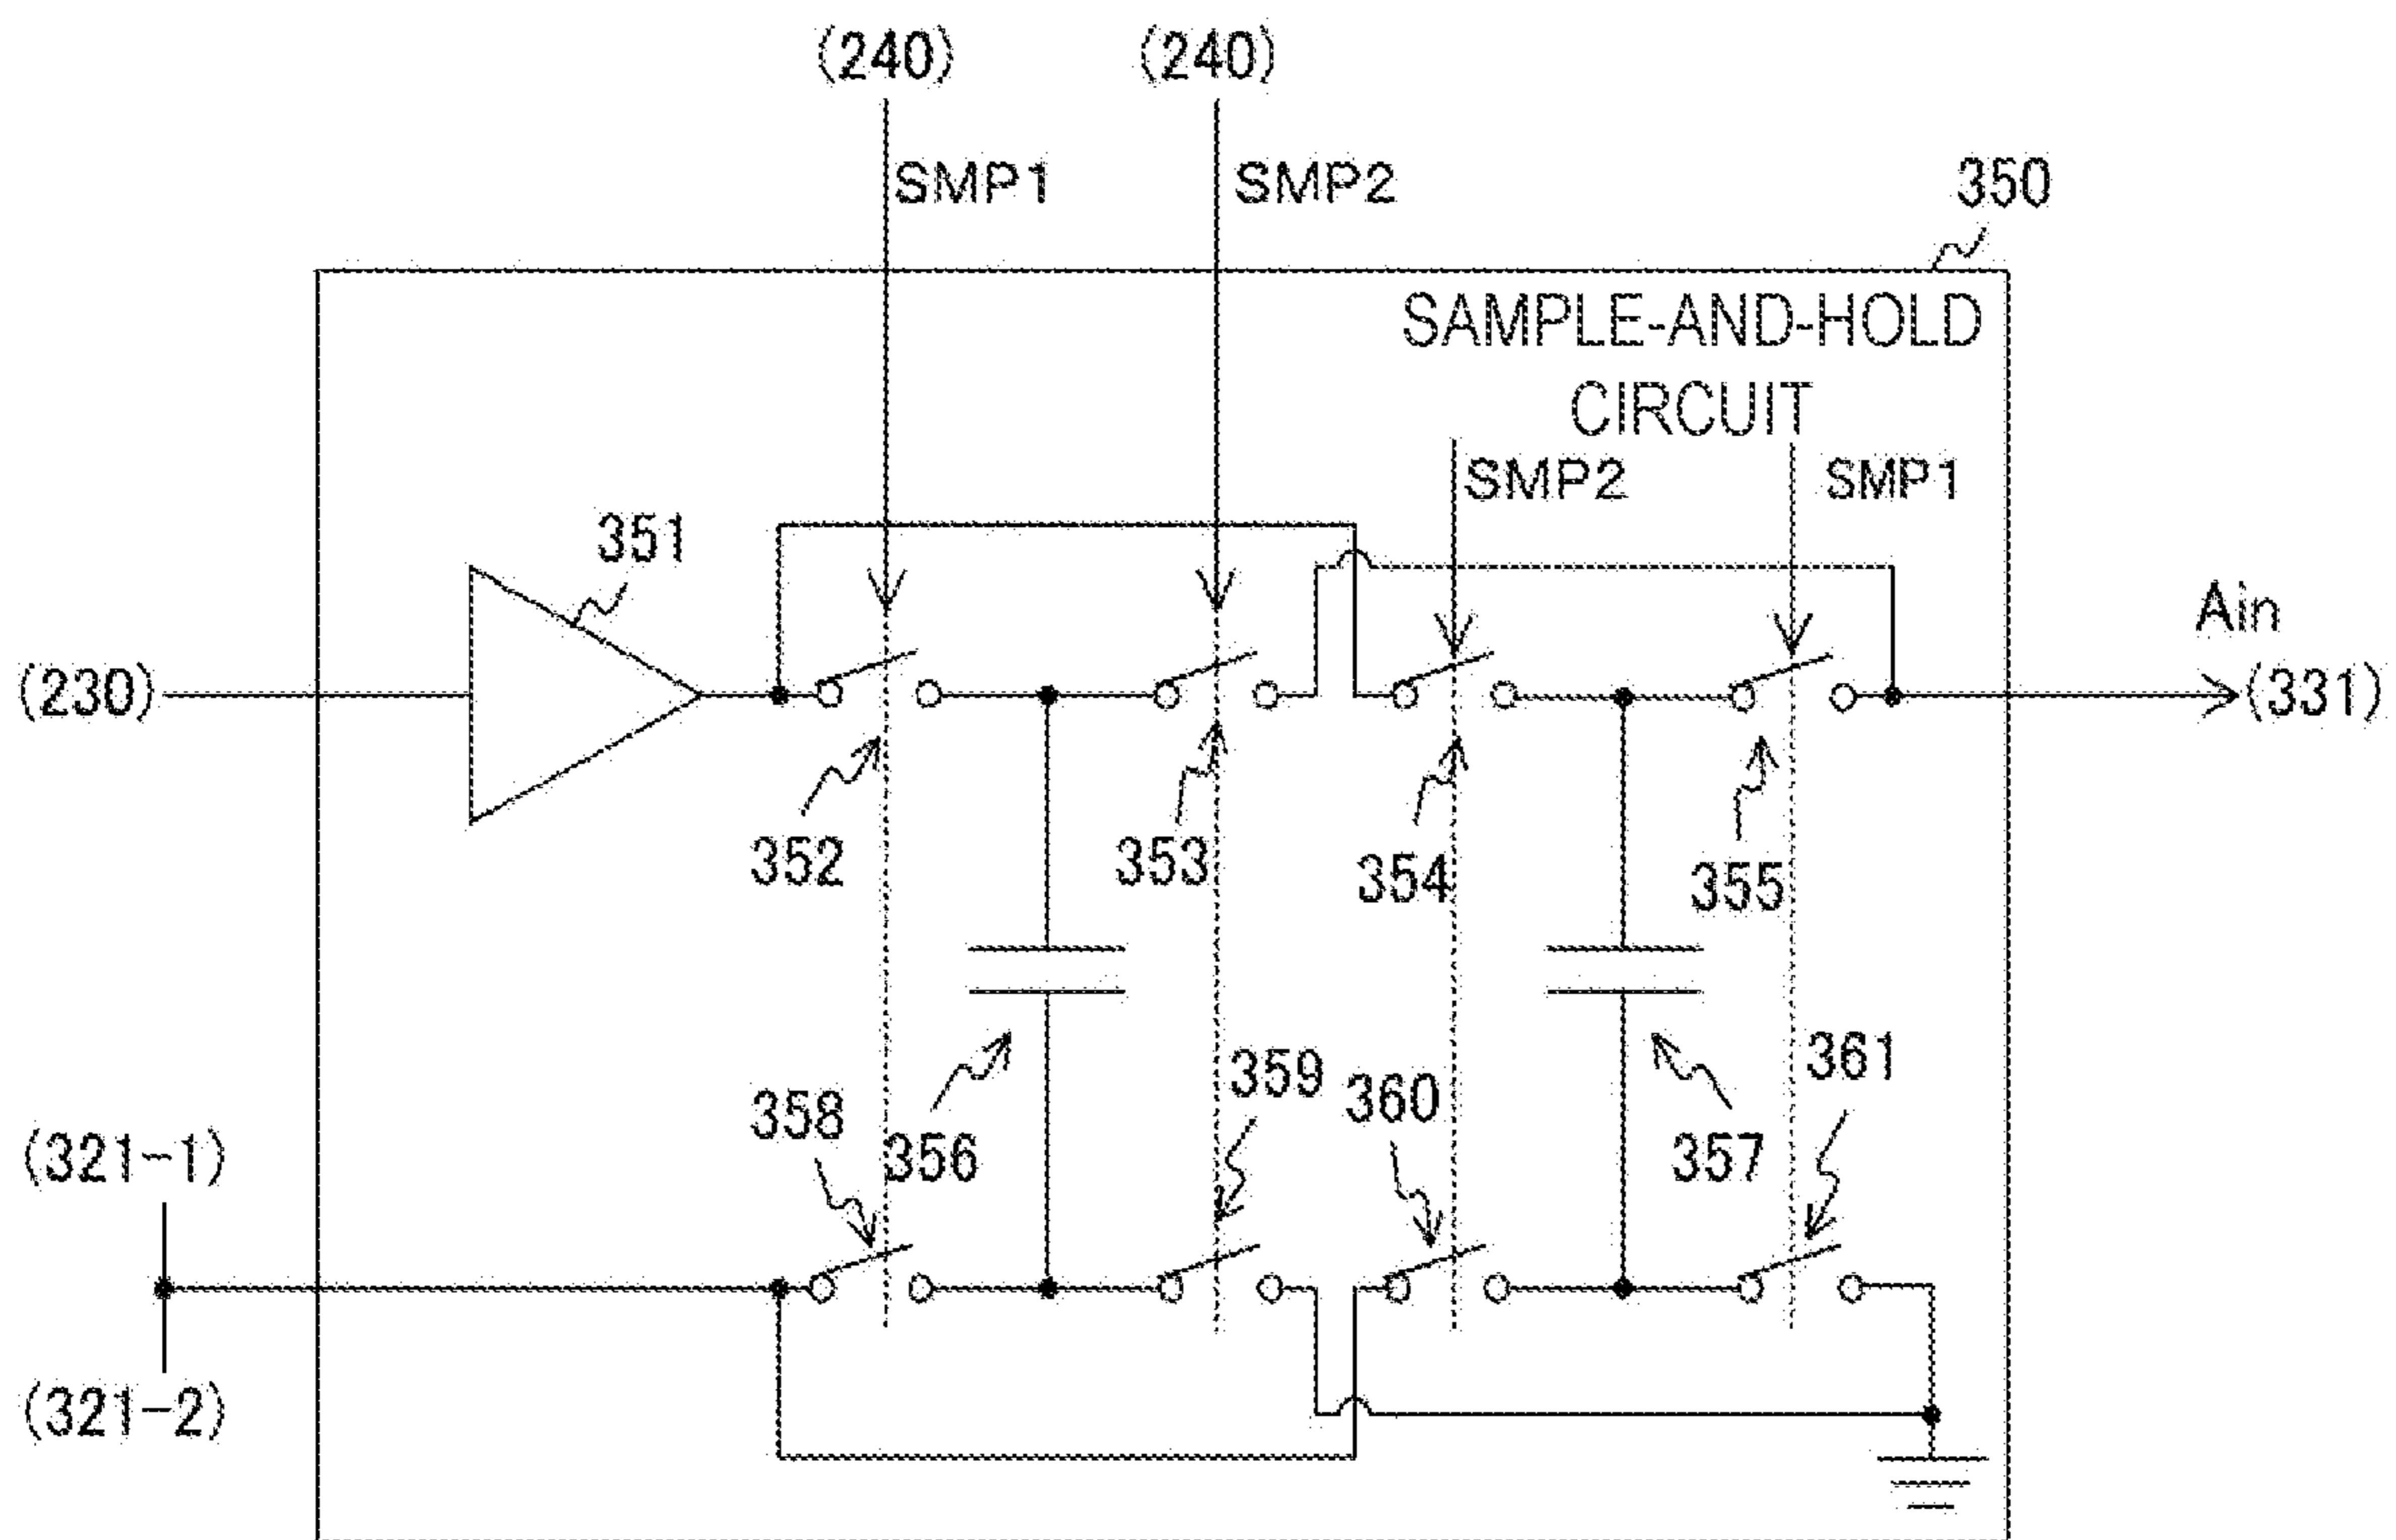 (240) (240)
SMP1 SMP2
350
SAMPLE-AND-HOLD
CIRCUIT
SMP2 SMP1
351
Ain
(230) (331)
352 353 354 355
358 356 359 360 357 361
(321-1)
(321-2)